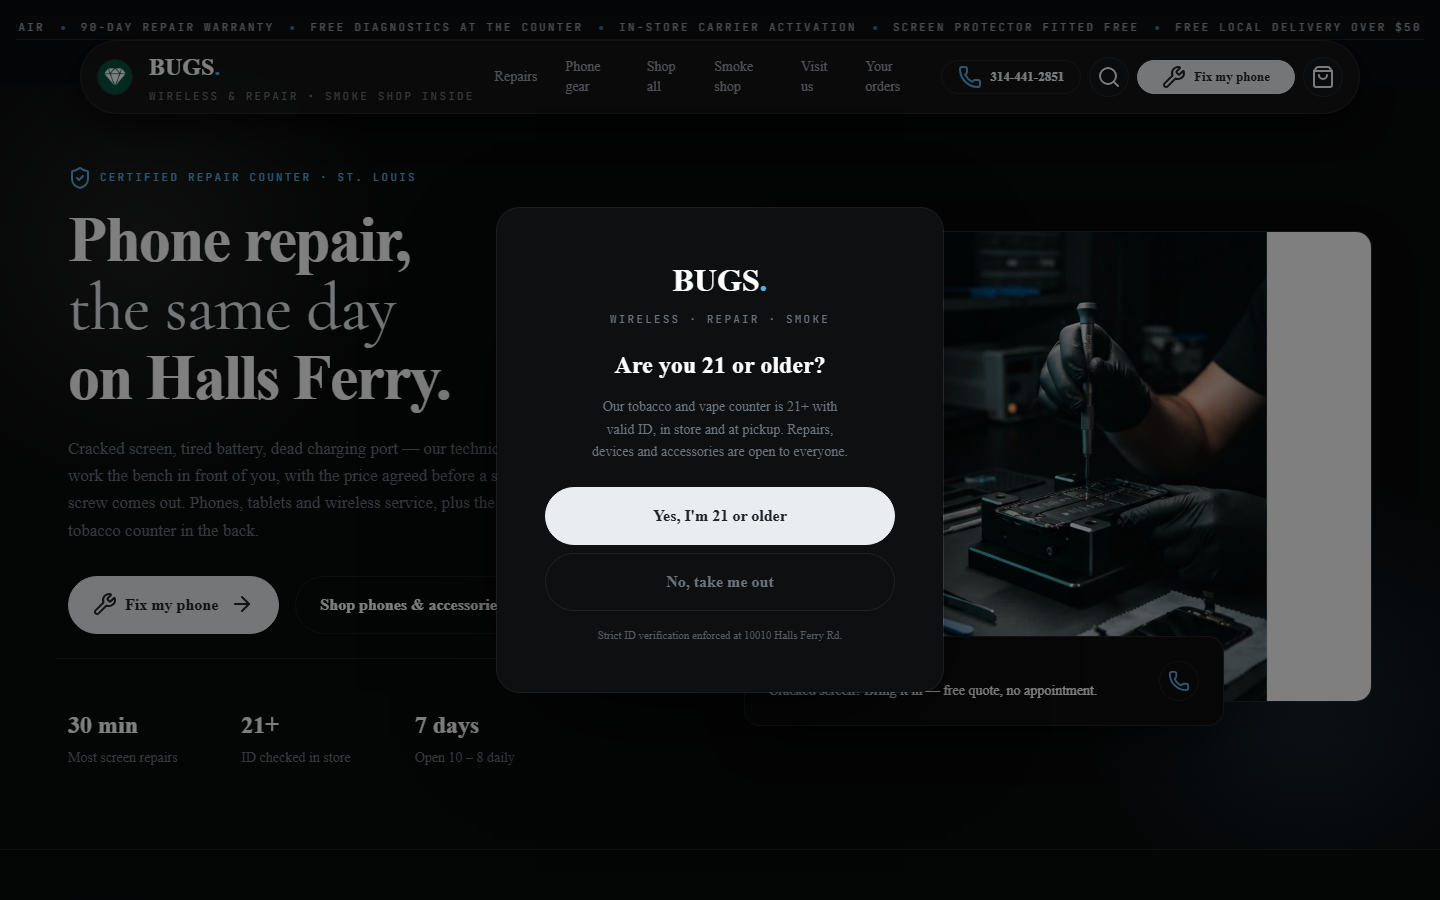 AIR • 90-DAY REPAIR WARRANTY • FREE DIAGNOSTICS AT THE COUNTER • IN-STORE CARRIER ACTIVATION • SCREEN PROTECTOR FITTED FREE • FREE LOCAL DELIVERY OVER $50
BUGS.
WIRELESS & REPAIR • SMOKE SHOP INSIDE
Repairs
Phone
gear
Shop
all
Smoke
shop
Visit
us
Your
orders
314-441-2851
Fix my phone
CERTIFIED REPAIR COUNTER · ST. LOUIS
Phone repair,
the same day
on Halls Ferry.
Cracked screen, tired battery, dead charging port — our technic
work the bench in front of you, with the price agreed before a s
screw comes out. Phones, tablets and wireless service, plus the
tobacco counter in the back.
Fix my phone
Shop phones & accessorie
30 min
Most screen repairs
21+
ID checked in store
7 days
Open 10 – 8 daily
BUGS.
WIRELESS · REPAIR · SMOKE
Are you 21 or older?
Our tobacco and vape counter is 21+ with
valid ID, in store and at pickup. Repairs,
devices and accessories are open to everyone.
Yes, I'm 21 or older
No, take me out
Strict ID verification enforced at 10010 Halls Ferry Rd.
Cracked screen? Bring it in — free quote, no appointment.